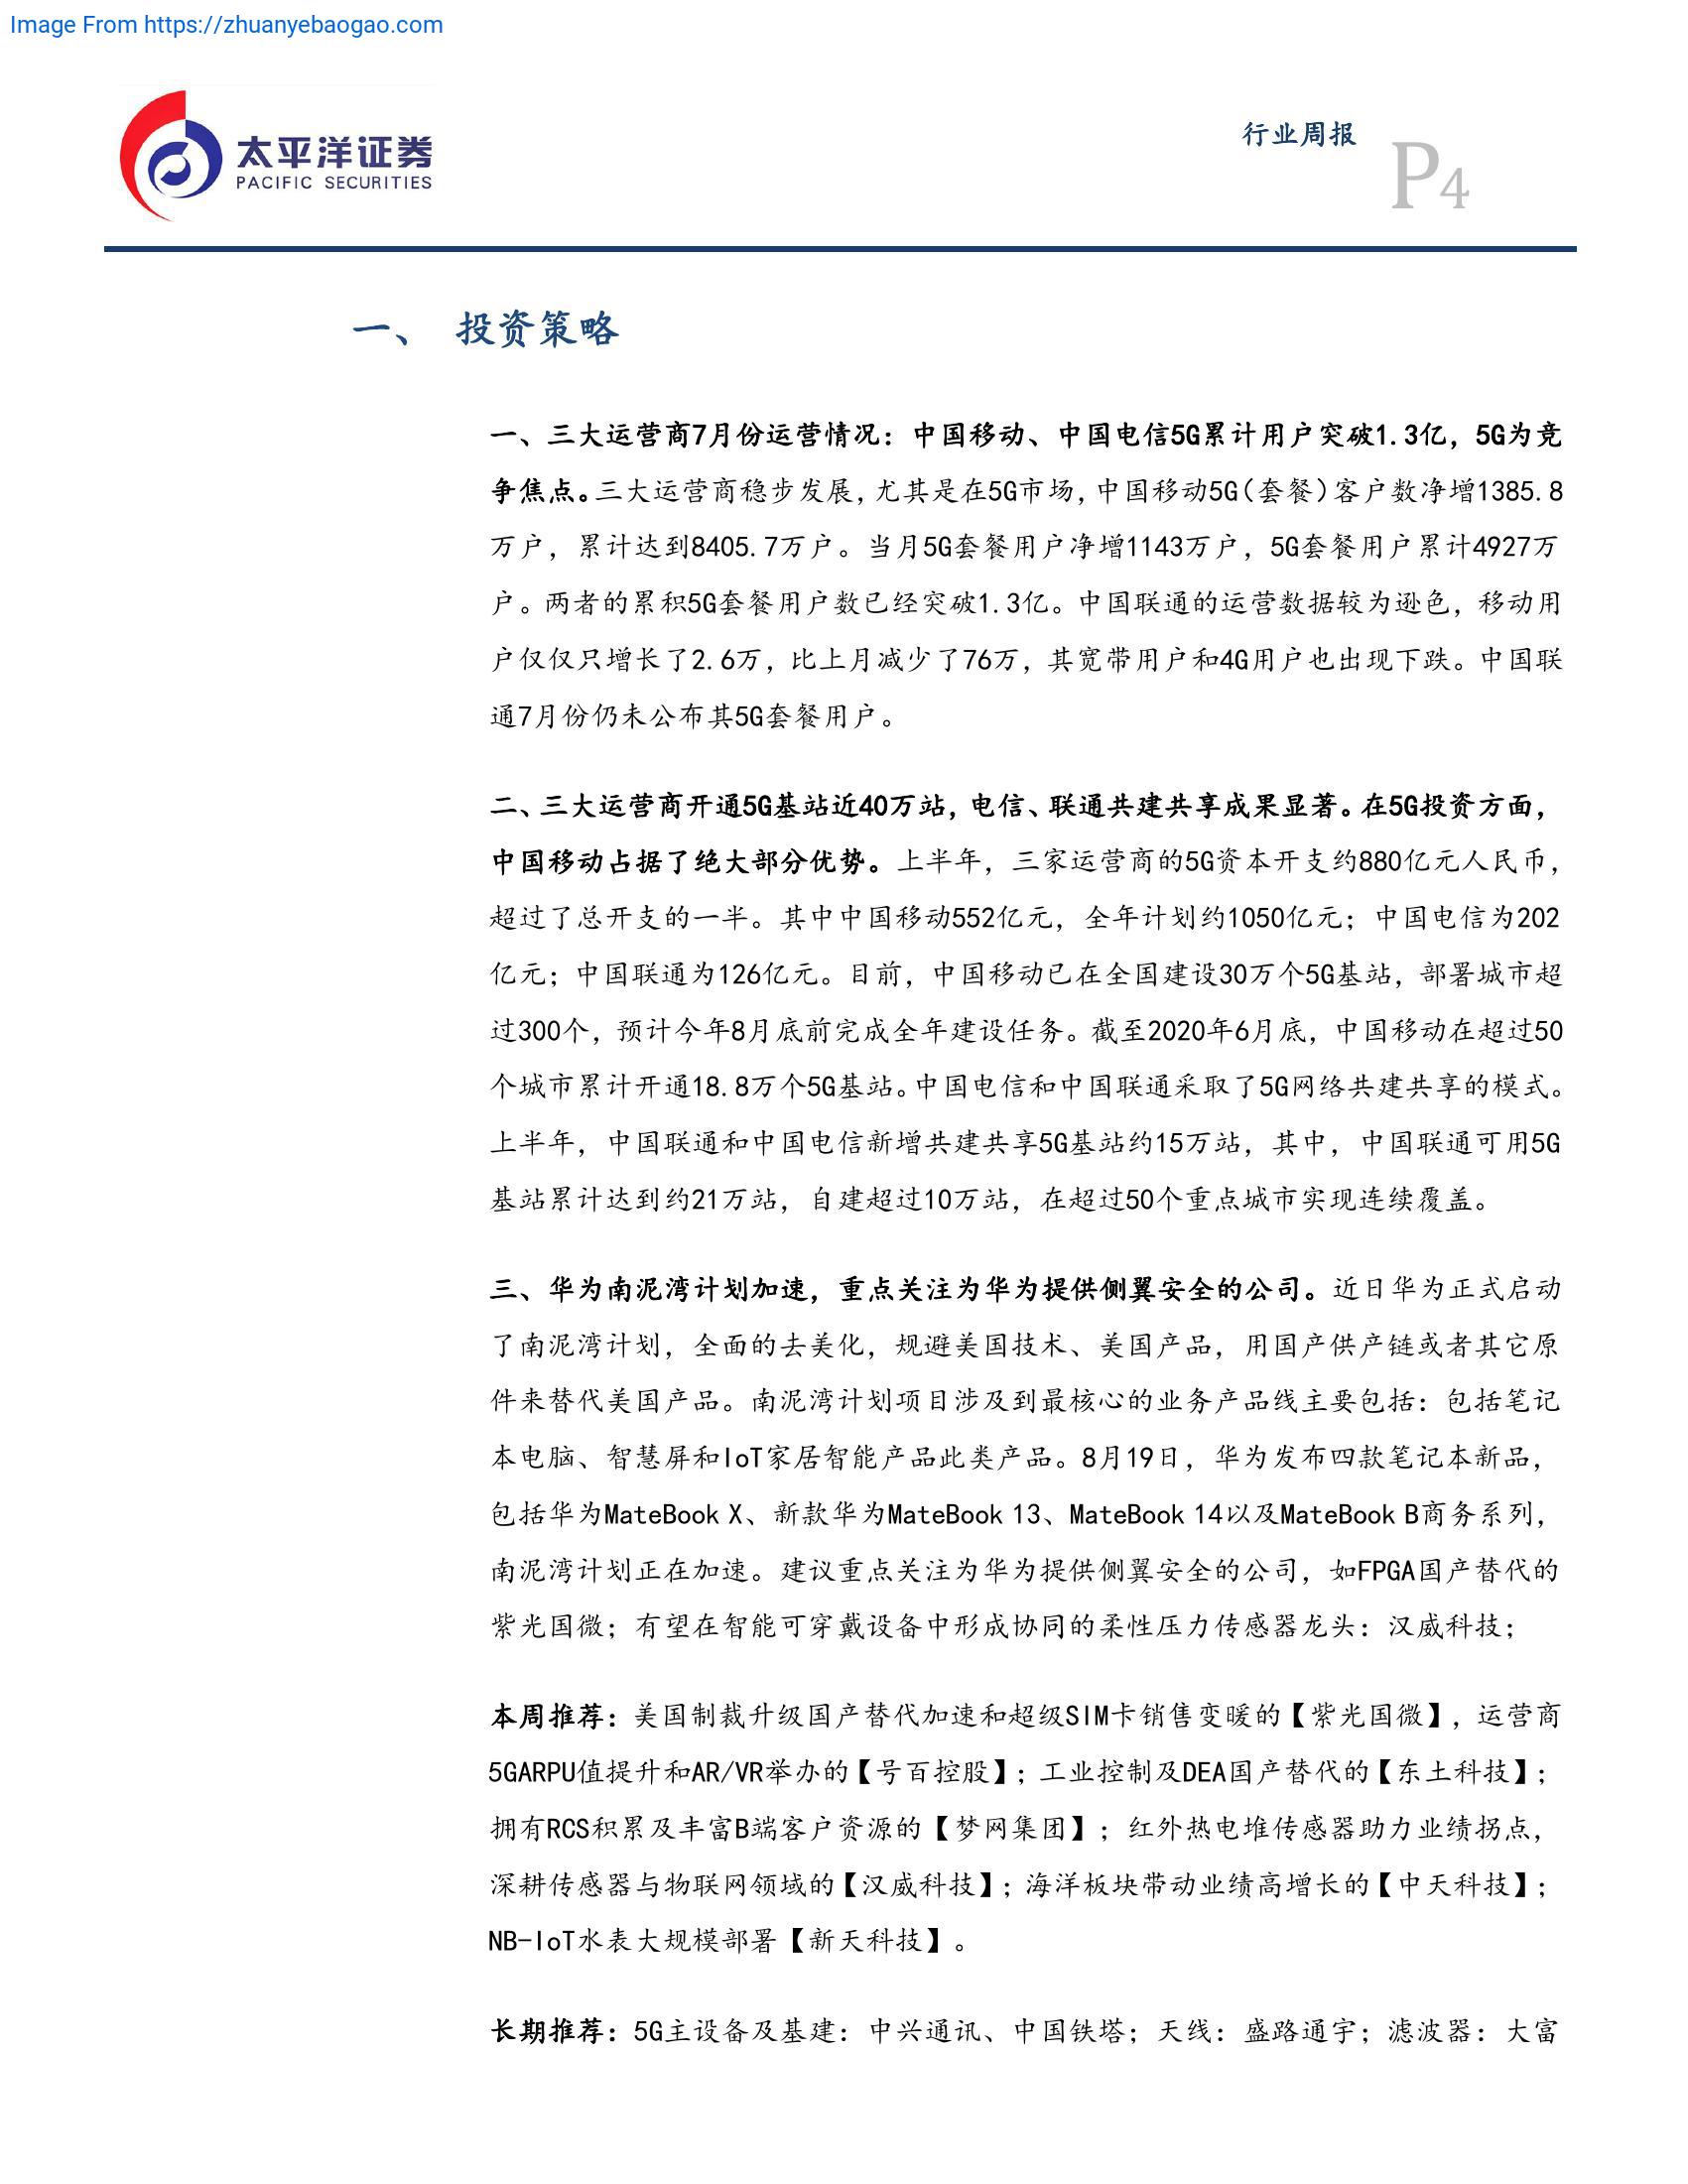 Image From https://zhuanyebaogao.com
太平洋证券
PACIFIC SECURITIES
行业周报
P4
一、 投资策略
一、三大运营商7月份运营情况：中国移动、中国电信5G累计用户突破1.3亿，5G为竞
争焦点。三大运营商稳步发展，尤其是在5G市场，中国移动5G（套餐）客户数净增1385.8
万户，累计达到8405.7万户。当月5G套餐用户净增1143万户，5G套餐用户累计4927万
户。两者的累积5G套餐用户数已经突破1.3亿。中国联通的运营数据较为逊色，移动用
户仅仅只增长了2.6万，比上月减少了76万，其宽带用户和4G用户也出现下跌。中国联
通7月份仍未公布其5G套餐用户。
二、三大运营商开通5G基站近40万站，电信、联通共建共享成果显著。在5G投资方面，
中国移动占据了绝大部分优势。上半年，三家运营商的5G资本开支约880亿元人民币，
超过了总开支的一半。其中中国移动552亿元，全年计划约1050亿元；中国电信为202
亿元；中国联通为126亿元。目前，中国移动已在全国建设30万个5G基站，部署城市超
过300个，预计今年8月底前完成全年建设任务。截至2020年6月底，中国移动在超过50
个城市累计开通18.8万个5G基站。中国电信和中国联通采取了5G网络共建共享的模式。
上半年，中国联通和中国电信新增共建共享5G基站约15万站，其中，中国联通可用5G
基站累计达到约21万站，自建超过10万站，在超过50个重点城市实现连续覆盖。
三、华为南泥湾计划加速，重点关注为华为提供侧翼安全的公司。近日华为正式启动
了南泥湾计划，全面的去美化，规避美国技术、美国产品，用国产供产链或者其它原
件来替代美国产品。南泥湾计划项目涉及到最核心的业务产品线主要包括：包括笔记
本电脑、智慧屏和IoT家居智能产品此类产品。8月19日，华为发布四款笔记本新品，
包括华为MateBook X、新款华为MateBook 13、MateBook 14以及MateBook B商务系列，
南泥湾计划正在加速。建议重点关注为华为提供侧翼安全的公司，如FPGA国产替代的
紫光国微；有望在智能可穿戴设备中形成协同的柔性压力传感器龙头：汉威科技；
本周推荐：美国制裁升级国产替代加速和超级SIM卡销售变暖的【紫光国微】，运营商
5GARPU值提升和AR/VR举办的【号百控股】；工业控制及DEA国产替代的【东土科技】；
拥有RCS积累及丰富B端客户资源的【梦网集团】；红外热电堆传感器助力业绩拐点，
深耕传感器与物联网领域的【汉威科技】；海洋板块带动业绩高增长的【中天科技】；
NB-IoT水表大规模部署【新天科技】。
长期推荐：5G主设备及基建：中兴通讯、中国铁塔；天线：盛路通宇；滤波器：大富